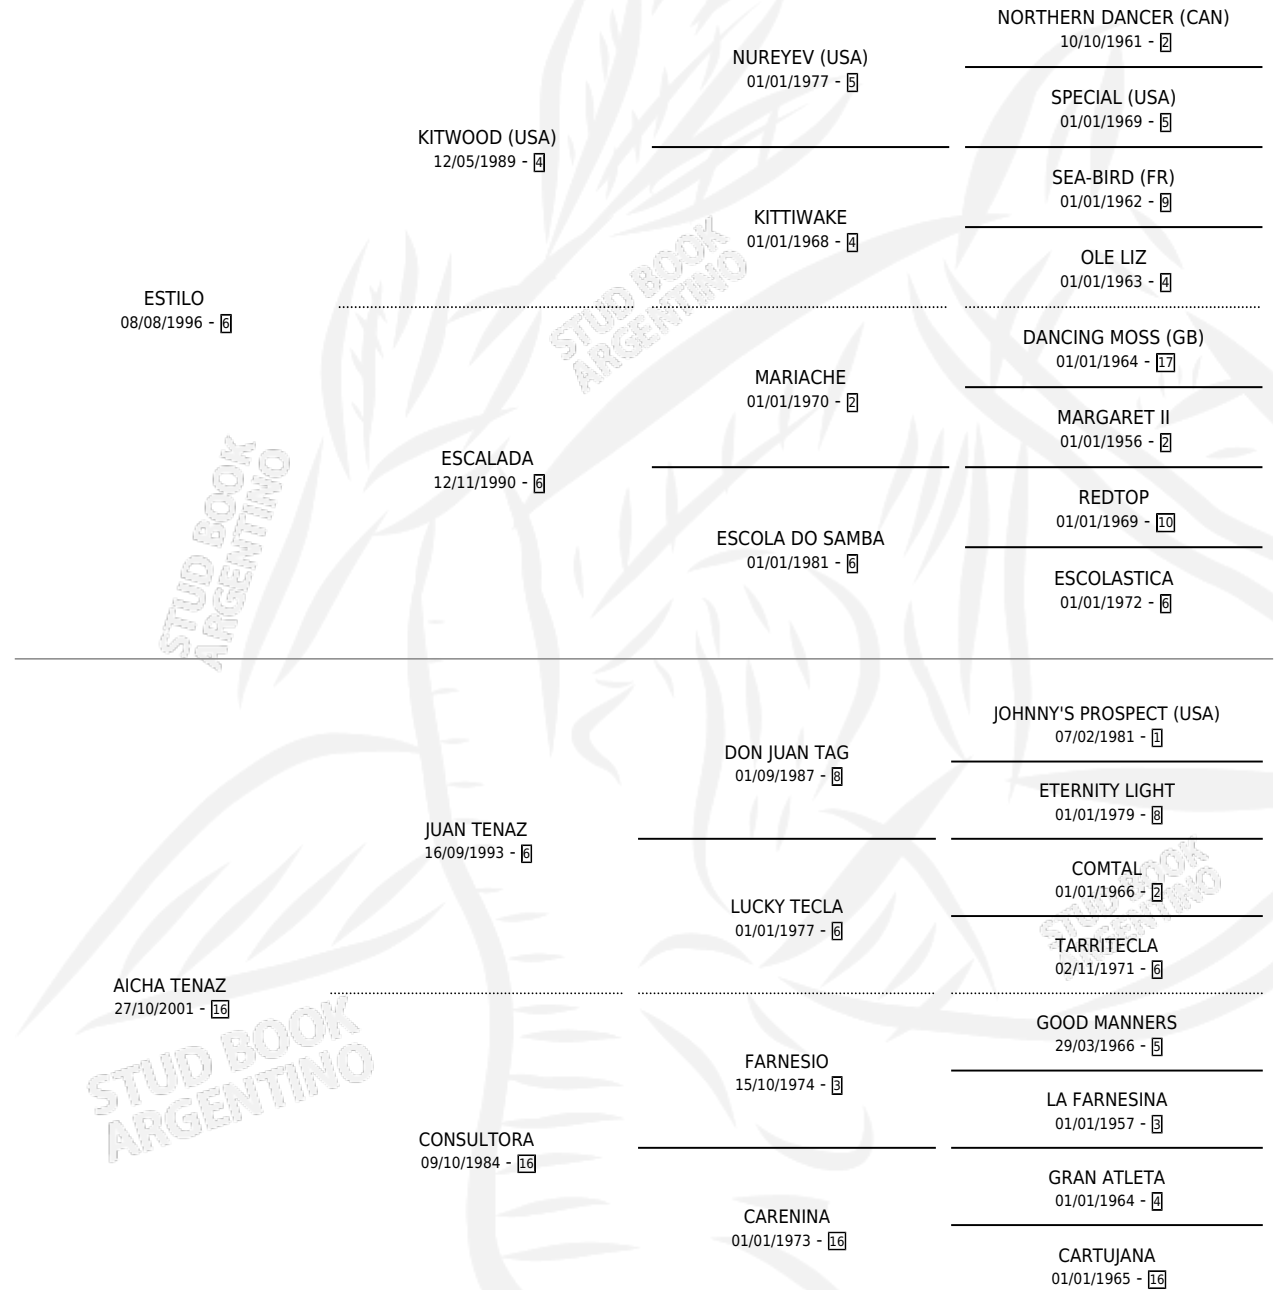 NORTHERN DANCER (CAN)
10/10/1961 - 2
NUREYEV (USA)
01/01/1977 - 5
SPECIAL (USA)
01/01/1969 - 5
KITWOOD (USA)
12/05/1989 - 4
SEA-BIRD (FR)
01/01/1962 - 9
KITTIWAKE
01/01/1968 - 4
OLE LIZ
01/01/1963 - 4
ESTILO
08/08/1996 - 6
DANCING MOSS (GB)
01/01/1964 - 17
MARIACHE
01/01/1970 - 2
MARGARET II
01/01/1956 - 2
ESCALADA
12/11/1990 - 6
REDTOP
01/01/1969 - 10
ESCOLA DO SAMBA
01/01/1981 - 6
ESCOLASTICA
01/01/1972 - 6
STUD BOOK
ARGENTINO
STUD BOOK
ARGENTINO
JOHNNY'S PROSPECT (USA)
07/02/1981 - 1
DON JUAN TAG
01/09/1987 - 8
ETERNITY LIGHT
01/01/1979 - 8
JUAN TENAZ
16/09/1993 - 6
COMTAL
01/01/1966 - 2
LUCKY TECLA
01/01/1977 - 6
TARRITECLA
02/11/1971 - 6
AICHA TENAZ
27/10/2001 - 16
GOOD MANNERS
29/03/1966 - 5
FARNESIO
15/10/1974 - 3
LA FARNESINA
01/01/1957 - 3
CONSULTORA
09/10/1984 - 16
GRAN ATLETA
01/01/1964 - 4
CARENINA
01/01/1973 - 16
CARTUJANA
01/01/1965 - 16
STUD BOOK
ARGENTINO
STUD BOOK
ARGENTINO